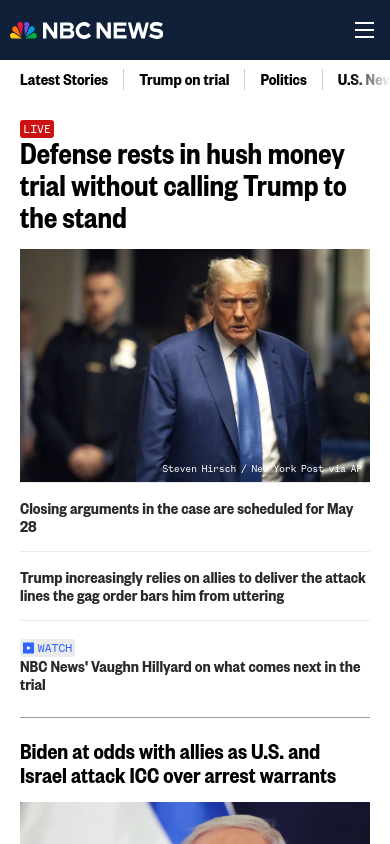 NBC NEWS
Latest Stories
Trump on trial
Politics
U.S. New
LIVE
Defense rests in hush money
trial without calling Trump to
the stand
Steven Hirsch / New York Post via AP
Closing arguments in the case are scheduled for May
28
Trump increasingly relies on allies to deliver the attack
lines the gag order bars him from uttering
WATCH
NBC News' Vaughn Hillyard on what comes next in the
trial
Biden at odds with allies as U.S. and
Israel attack ICC over arrest warrants